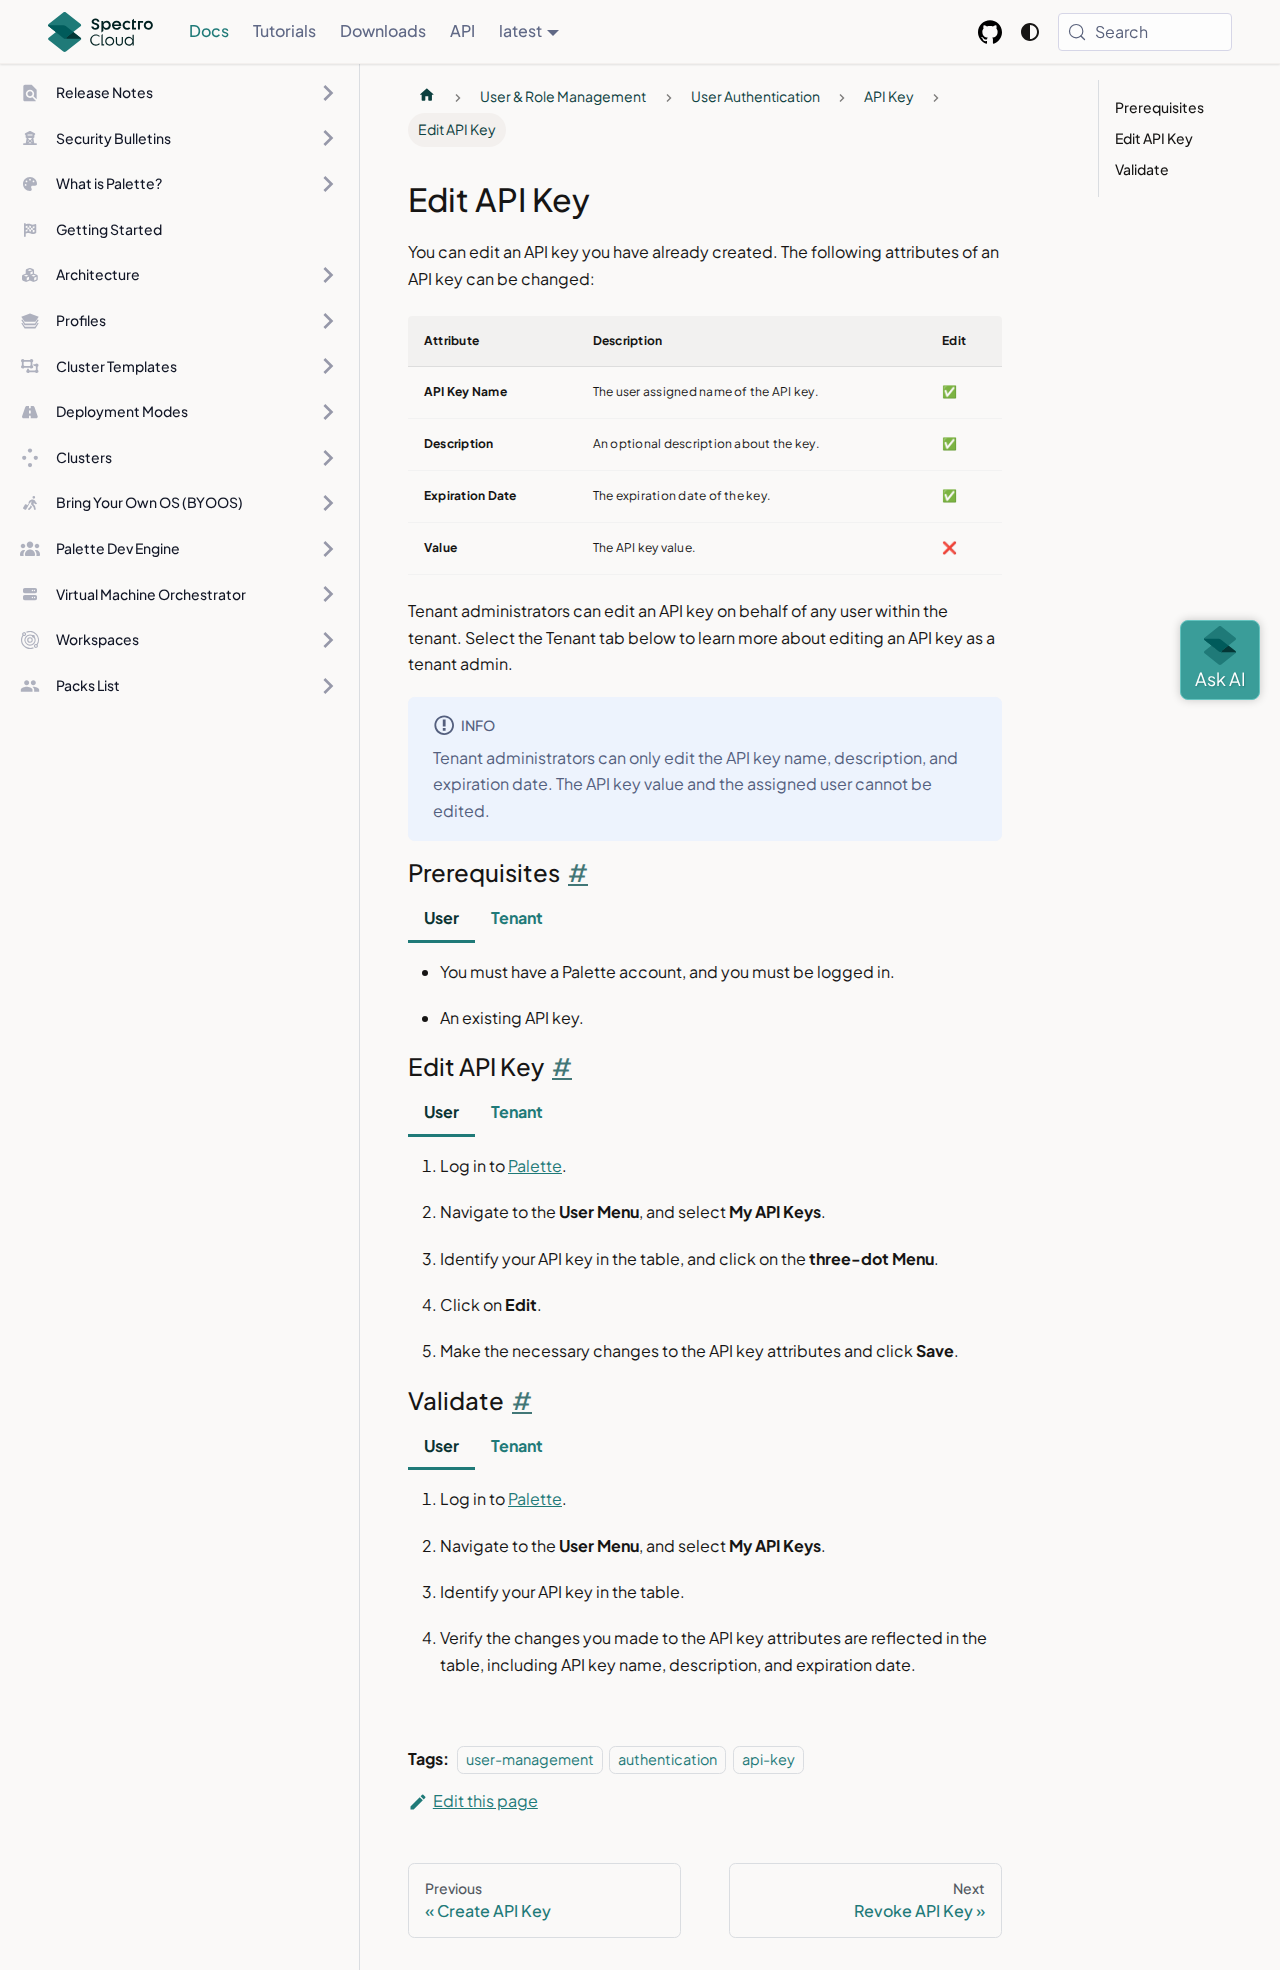 Spectro Cloud
Docs
Tutorials
Downloads
API
latest
Search
Release Notes
Security Bulletins
What is Palette?
Getting Started
Architecture
Profiles
Cluster Templates
Deployment Modes
Clusters
Bring Your Own OS (BYOOS)
Palette Dev Engine
Virtual Machine Orchestrator
Workspaces
Packs List
User & Role Management
User Authentication
API Key
Edit API Key
Edit API Key
You can edit an API key you have already created. The following attributes of an
API key can be changed:
Attribute Description Edit
API Key Name The user assigned name of the API key. ✅
Description An optional description about the key. ✅
Expiration Date The expiration date of the key. ✅
Value The API key value. ❌
Tenant administrators can edit an API key on behalf of any user within the
tenant. Select the Tenant tab below to learn more about editing an API key as a
tenant admin.
INFO
Tenant administrators can only edit the API key name, description, and
expiration date. The API key value and the assigned user cannot be
edited.
Prerequisites #
User Tenant
• You must have a Palette account, and you must be logged in.
• An existing API key.
Edit API Key #
User Tenant
1. Log in to Palette.
2. Navigate to the User Menu, and select My API Keys.
3. Identify your API key in the table, and click on the three-dot Menu.
4. Click on Edit.
5. Make the necessary changes to the API key attributes and click Save.
Validate #
User Tenant
1. Log in to Palette.
2. Navigate to the User Menu, and select My API Keys.
3. Identify your API key in the table.
4. Verify the changes you made to the API key attributes are reflected in the
table, including API key name, description, and expiration date.
Tags: user-management authentication api-key
Edit this page
Previous
« Create API Key
Next
Revoke API Key »
Prerequisites
Edit API Key
Validate
Ask AI